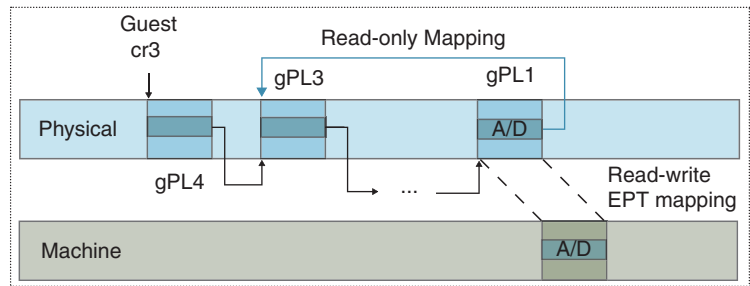 Guest
cr3
Read-only Mapping
gPL3
gPL1
Physical
A/D
gPL4
...
Read-write
EPT mapping
Machine
A/D